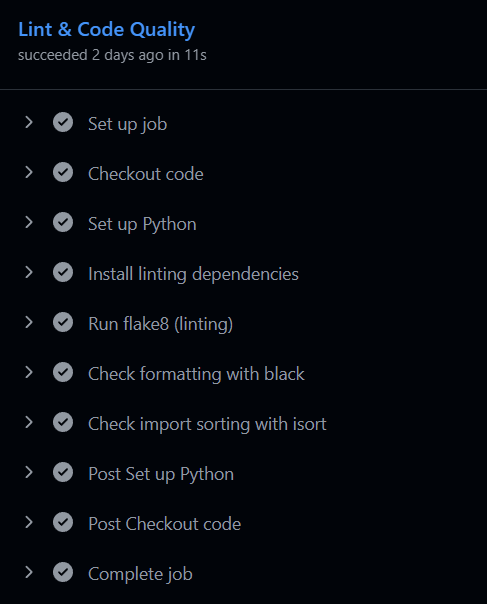 Lint & Code Quality
succeeded 2 days ago in 11s
Set up job
Checkout code
Set up Python
Install linting dependencies
Run flake8 (linting)
Check formatting with black
Check import sorting with isort
Post Set up Python
Post Checkout code
Complete job